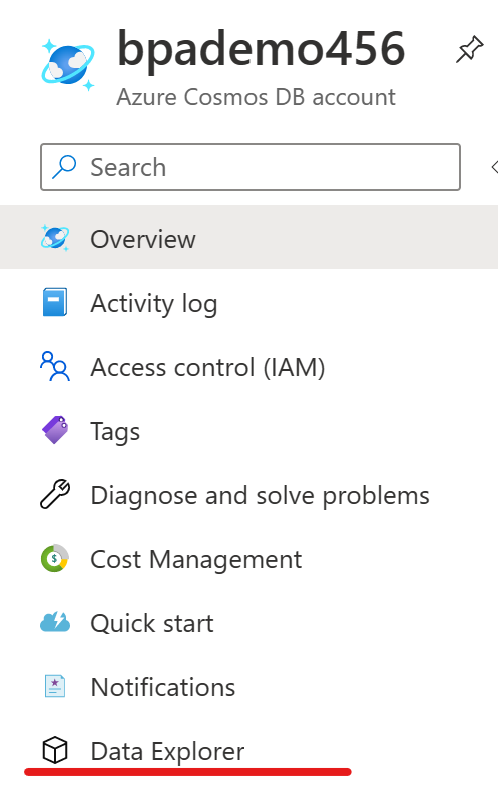 bpademo456
Azure Cosmos DB account
Search
Overview
Activity log
Access control (IAM)
Tags
Diagnose and solve problems
Cost Management
Quick start
Notifications
Data Explorer